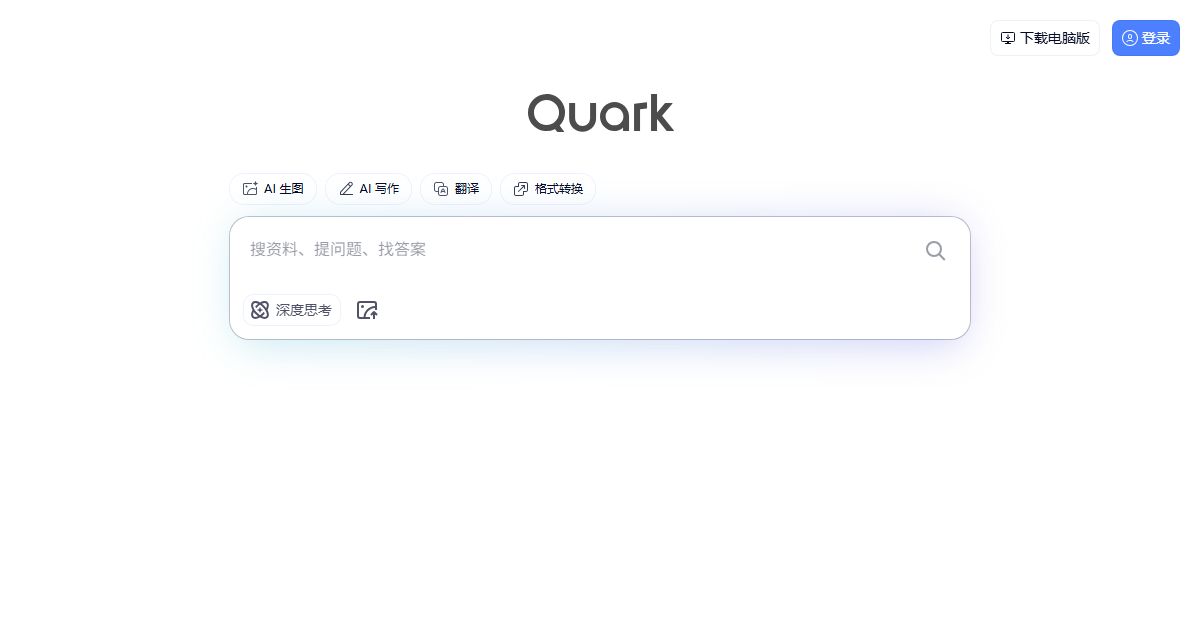 下载电脑版
登录
Quark
AI 生图
AI 写作
翻译
格式转换
搜资料、提问题、找答案
深度思考